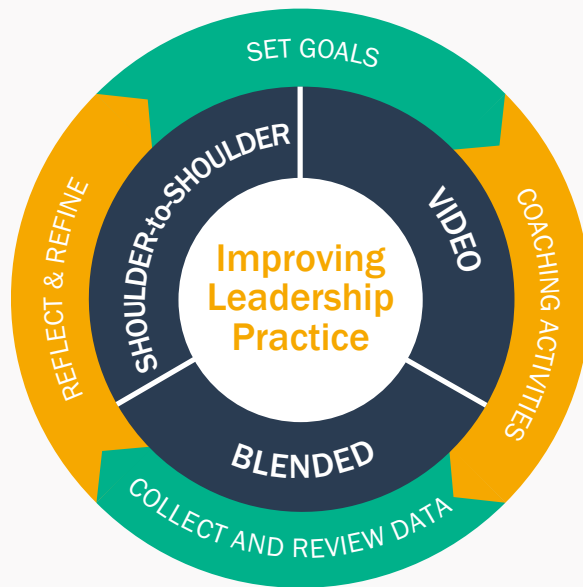 SET GOALS
COACHING ACTIVITIES
COLLECT AND REVIEW DATA
REFLECT & REFINE
SHOULDER-to-SHOULDER
VIDEO
BLENDED
Improving
Leadership
Practice